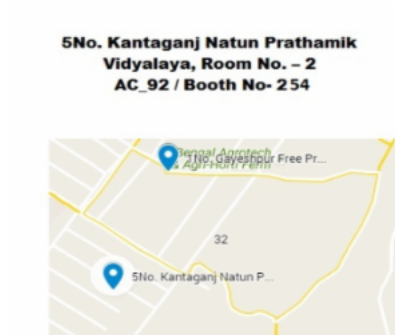 5No. Kantaganj Natun Prathamik
Vidyalaya, Room No. – 2
AC_92 / Booth No- 254
Bengal Agrotech
& Agri-Horti Fermi
1No. Gayeshpur Free Pr...
32
5No. Kantaganj Natun P...